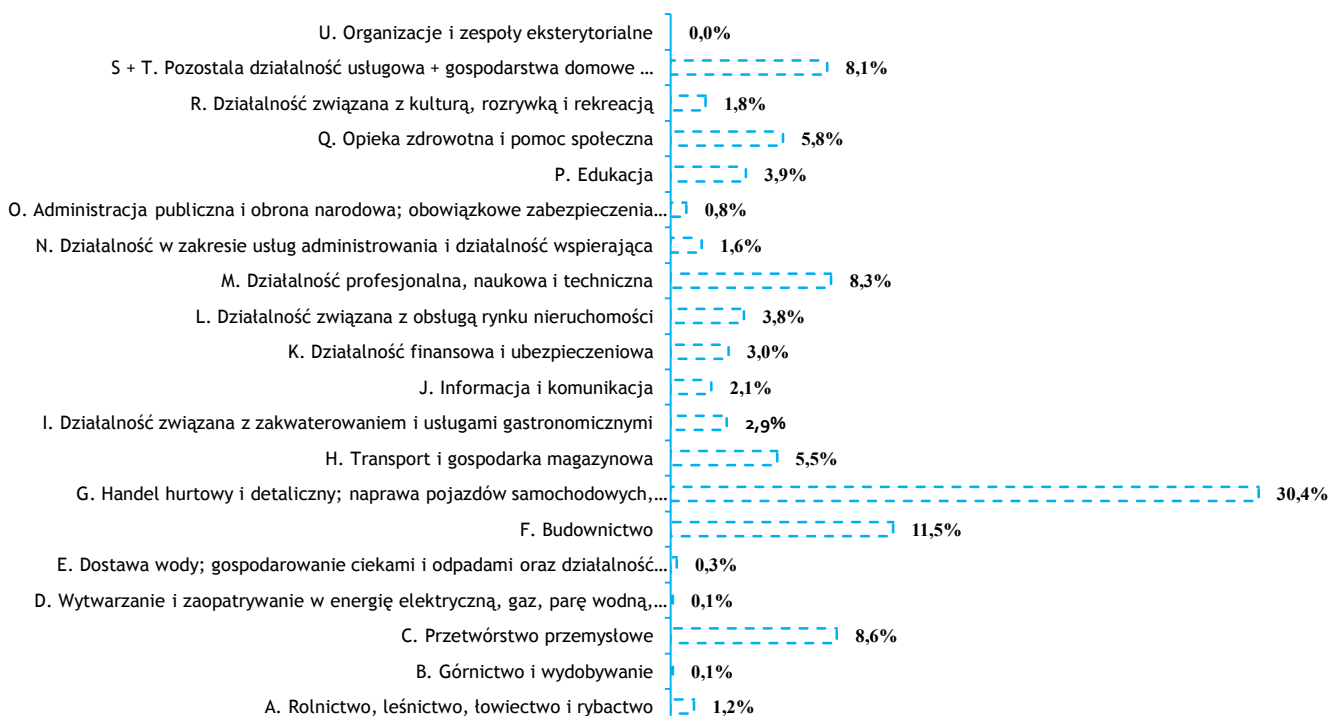 U. Organizacje i zespoły eksterytorialne 0,0%
S + T. Pozostala działalność usługowa + gospodarstwa domowe … 8,1%
R. Działalność związana z kulturą, rozrywką i rekreacją 1,8%
Q. Opieka zdrowotna i pomoc społeczna 5,8%
P. Edukacja 3,9%
O. Administracja publiczna i obrona narodowa; obowiązkowe zabezpieczenia… 0,8%
N. Działalność w zakresie usług administrowania i działalność wspierająca 1,6%
M. Działalność profesjonalna, naukowa i techniczna 8,3%
L. Działalność związana z obsługą rynku nieruchomości 3,8%
K. Działalność finansowa i ubezpieczeniowa 3,0%
J. Informacja i komunikacja 2,1%
I. Działalność związana z zakwaterowaniem i usługami gastronomicznymi 2,9%
H. Transport i gospodarka magazynowa 5,5%
G. Handel hurtowy i detaliczny; naprawa pojazdów samochodowych,… 30,4%
F. Budownictwo 11,5%
E. Dostawa wody; gospodarowanie ciekami i odpadami oraz działalność… 0,3%
D. Wytwarzanie i zaopatrywanie w energię elektryczną, gaz, parę wodną,… 0,1%
C. Przetwórstwo przemysłowe 8,6%
B. Górnictwo i wydobywanie 0,1%
A. Rolnictwo, leśnictwo, łowiectwo i rybactwo 1,2%